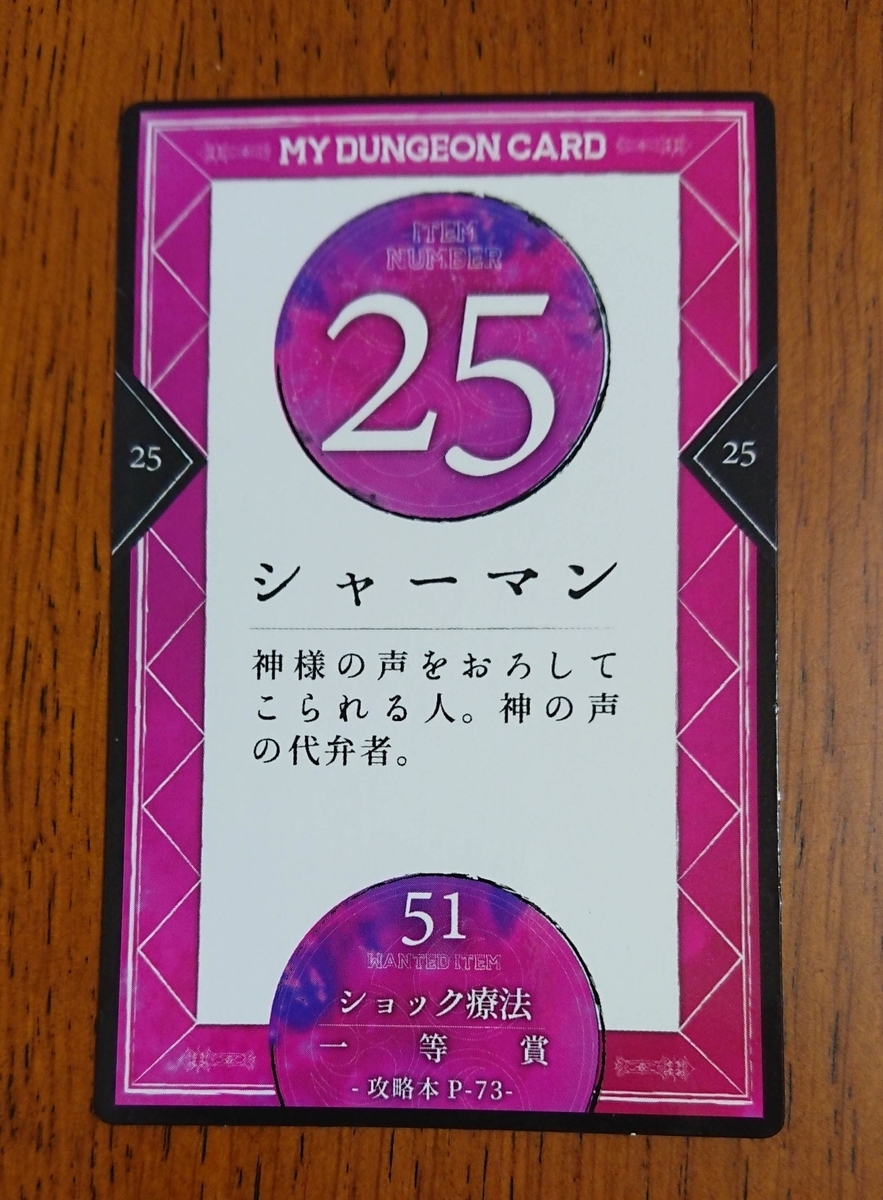 MY DUNGEON CARD
ITEM
NUMBER
25
25
25
シャーマン
神様の声をおろして
こられる人。神の声
の代弁者。
51
WANTED ITEM
ショック療法
一等賞
-攻略本 P-73-